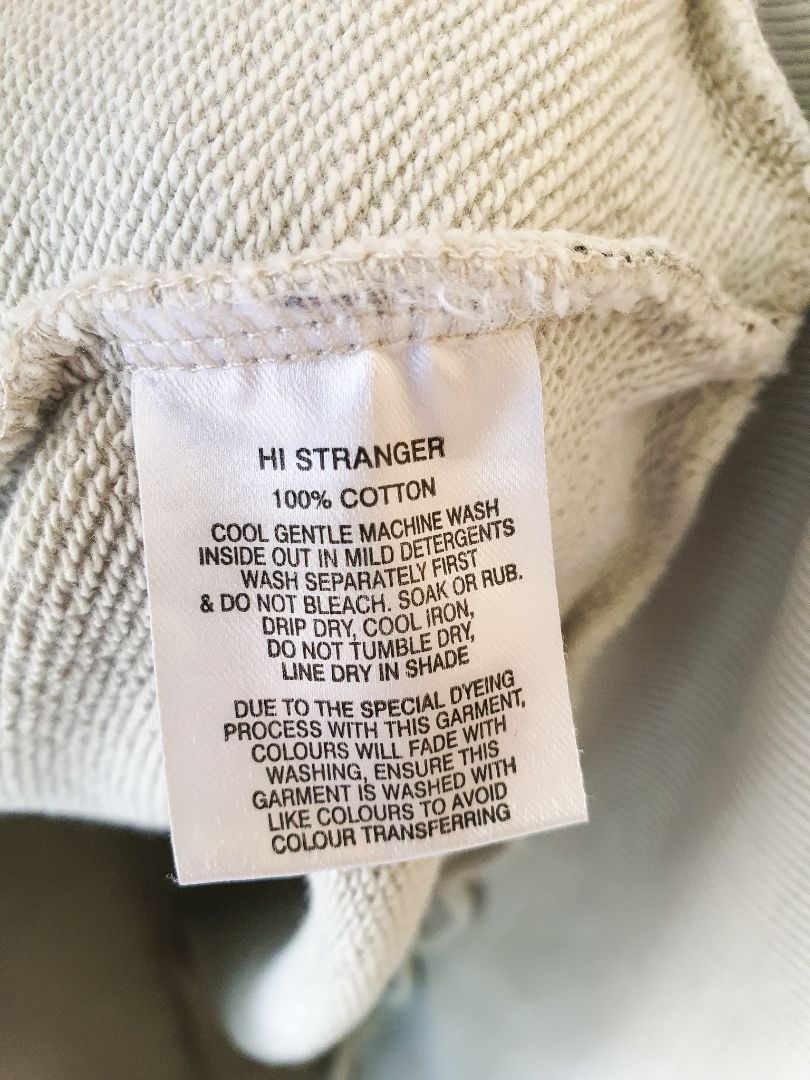 HI STRANGER
100% COTTON
COOL GENTLE MACHINE WASH
INSIDE OUT IN MILD DETERGENTS
WASH SEPARATELY FIRST
& DO NOT BLEACH. SOAK OR RUB.
DRIP DRY, COOL IRON,
DO NOT TUMBLE DRY,
LINE DRY IN SHADE
DUE TO THE SPECIAL DYEING
PROCESS WITH THIS GARMENT,
COLOURS WILL FADE WITH
WASHING, ENSURE THIS
GARMENT IS WASHED WITH
LIKE COLOURS TO AVOID
COLOUR TRANSFERRING